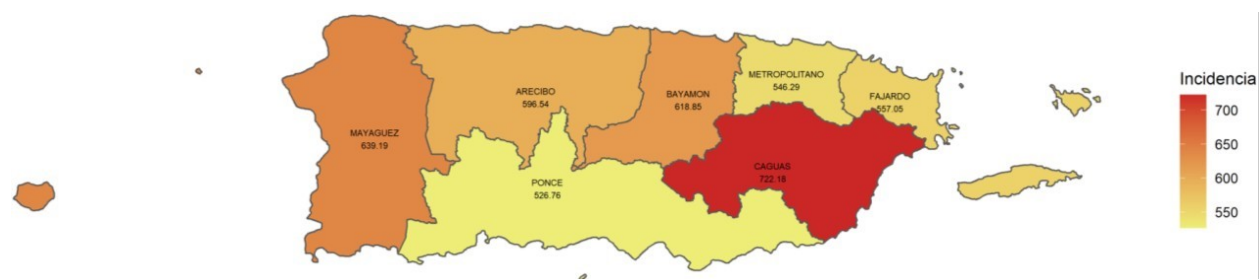 METROPOLITANO
546.29
Incidencia
ARECIBO
596.54
BAYAMON
618.85
FAJARDO
557.05
700
MAYAGUEZ
639.19
650
CAGUAS
722.18
600
PONCE
526.76
550